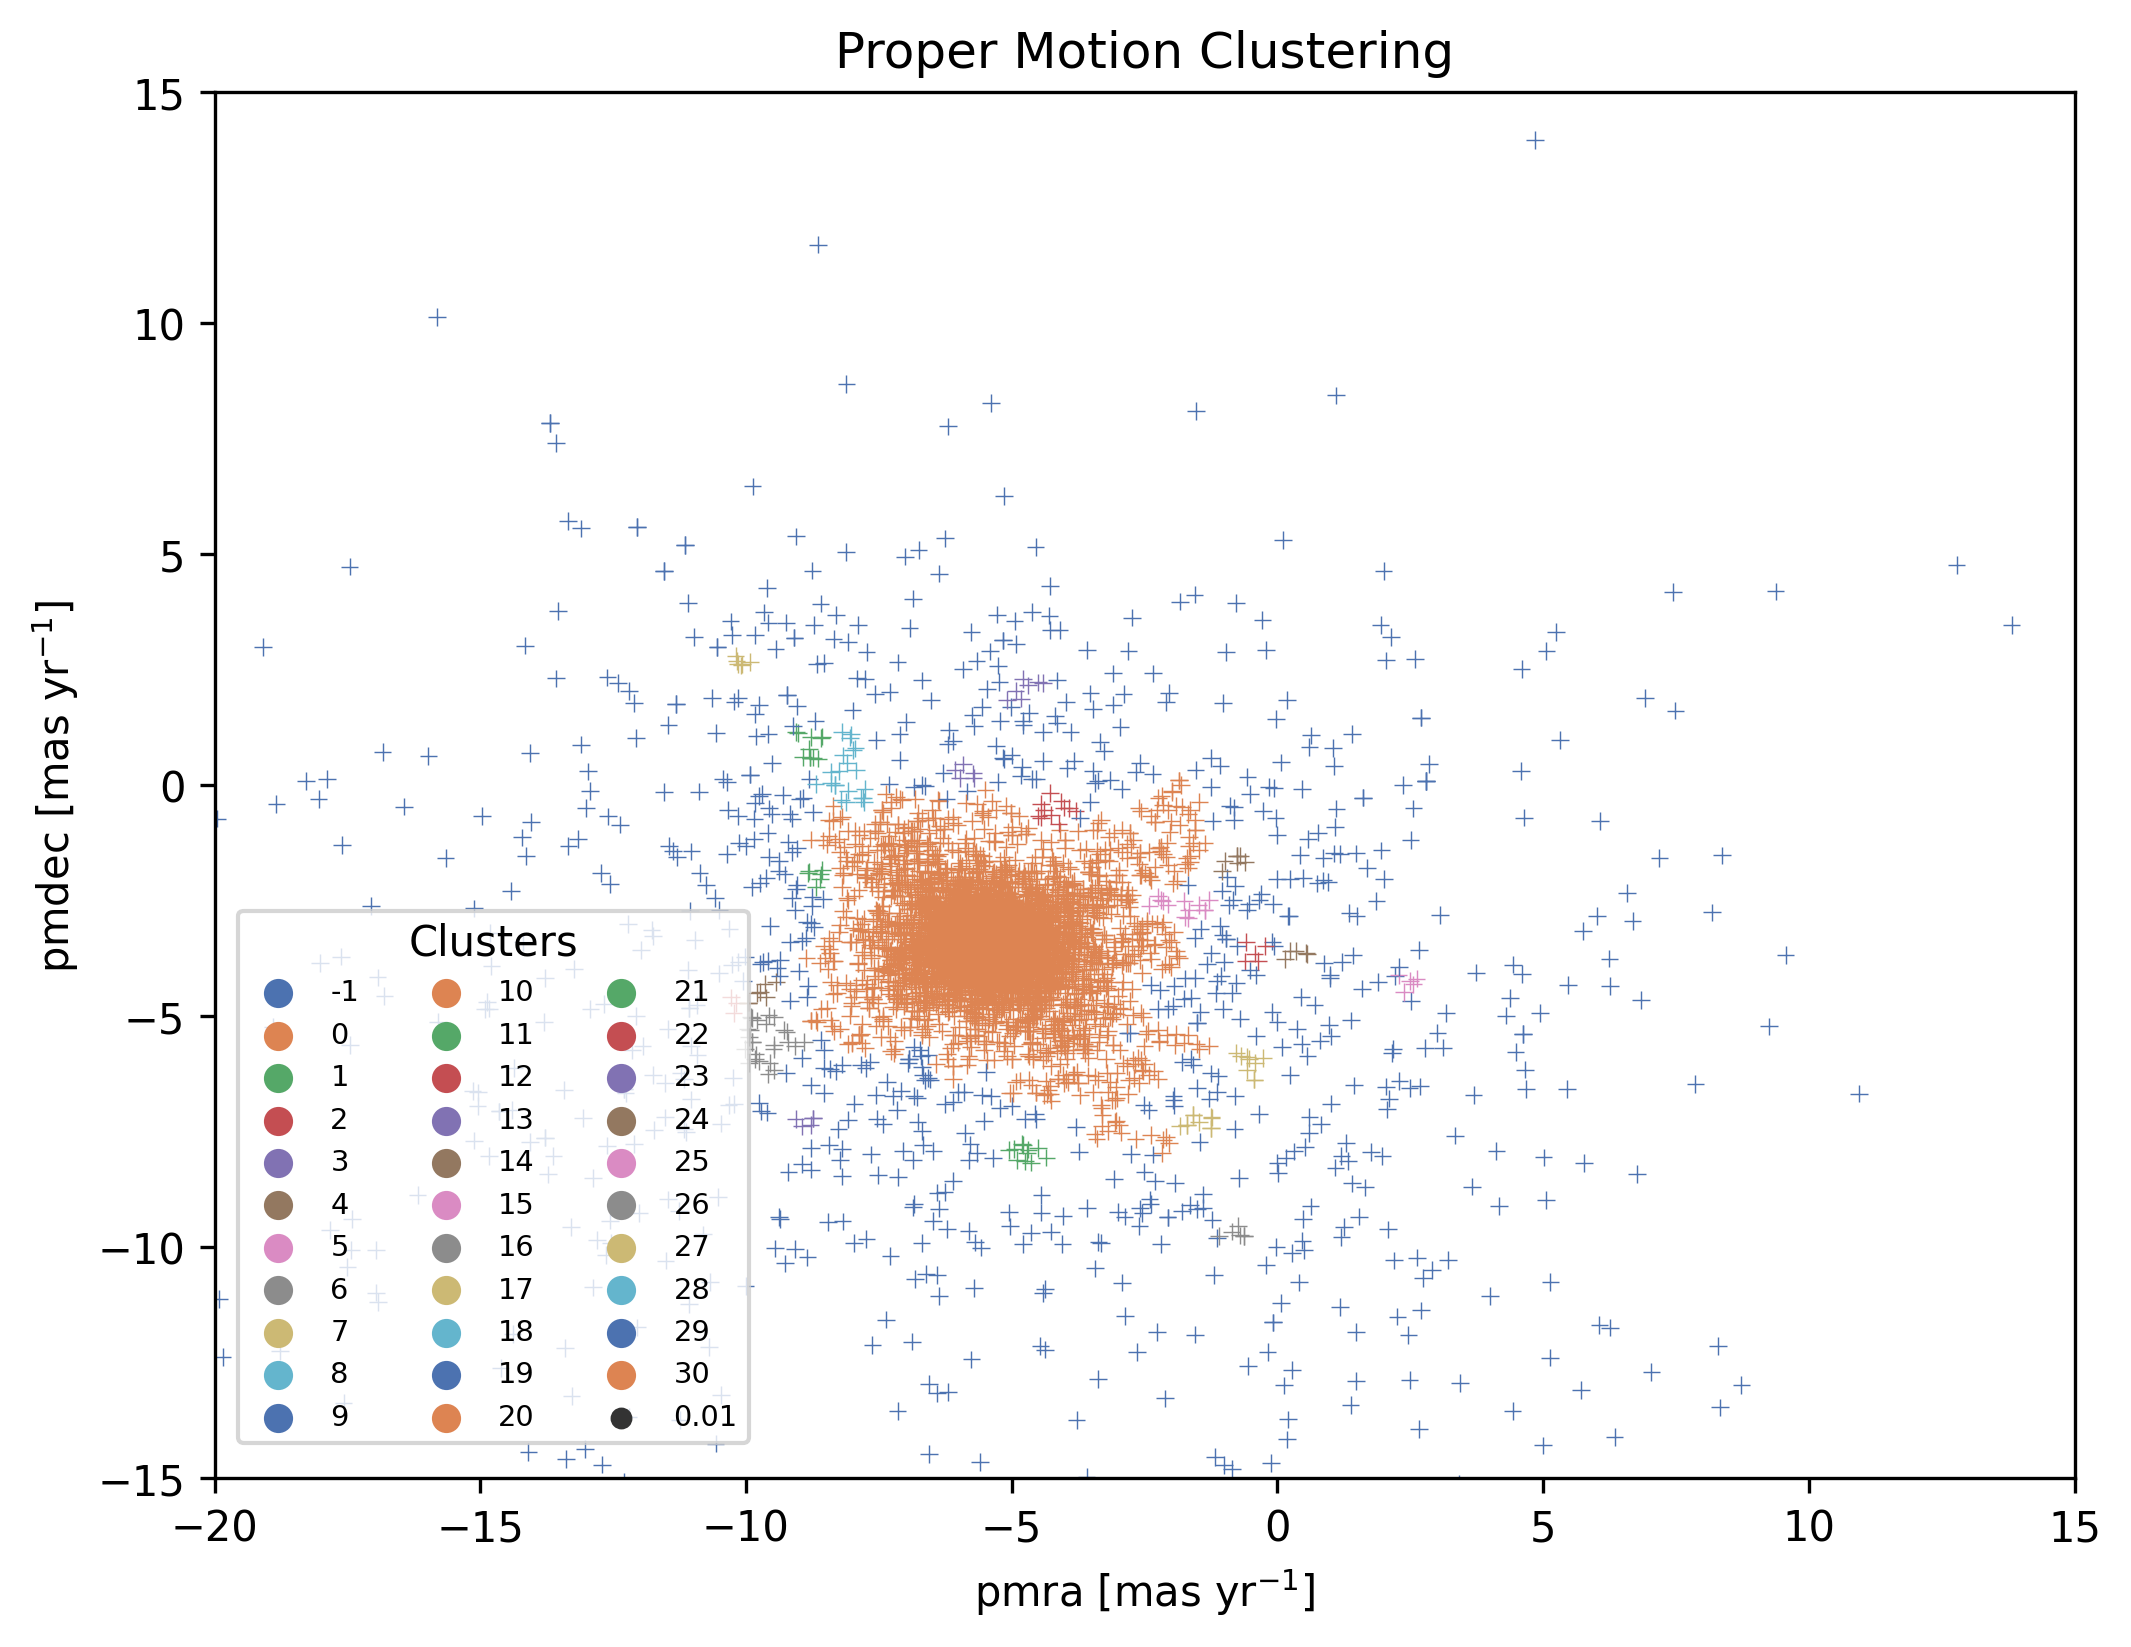 Proper Motion Clustering
15
10
5
0
−5
−10
−15
pmdec [mas yr⁻¹]
Clusters
-1 10 21
0 11 22
1 12 23
2 13 24
3 14 25
4 15 26
5 16 27
6 17 28
7 18 29
8 19 30
9 20 0.01
−20 −15 −10 −5 0 5 10 15
pmra [mas yr⁻¹]